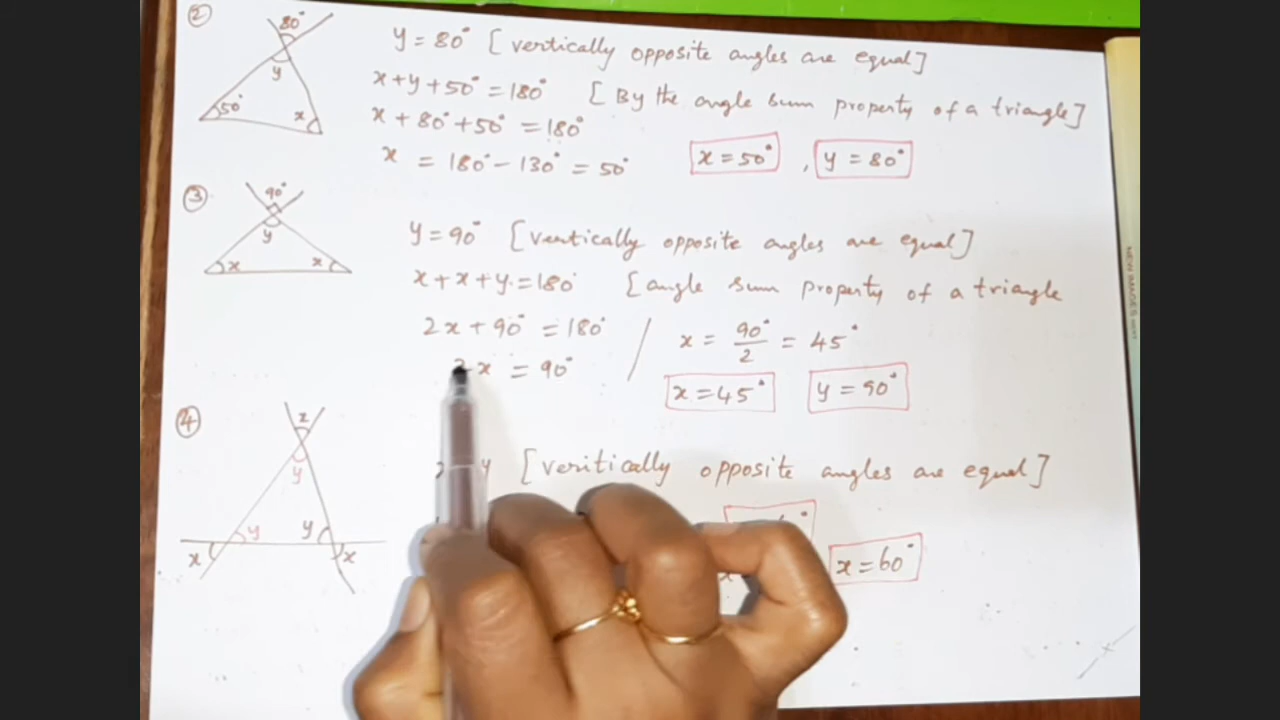 ②
80°
y
50°
x
y = 80° [vertically opposite angles are equal]
x + y + 50° = 180° [By the angle sum property of a triangle]
x + 80° + 50° = 180°
x = 180° - 130° = 50°
x = 50° , y = 80°
③
90°
y
x x
y = 90° [vertically opposite angles are equal]
x + x + y = 180° [angle sum property of a triangle
2x + 90° = 180° / x = 90°/2 = 45°
2x = 90°
x = 45° y = 90°
④
z
y
y y
x x
y [veritically opposite angles are equal]
x = 60°